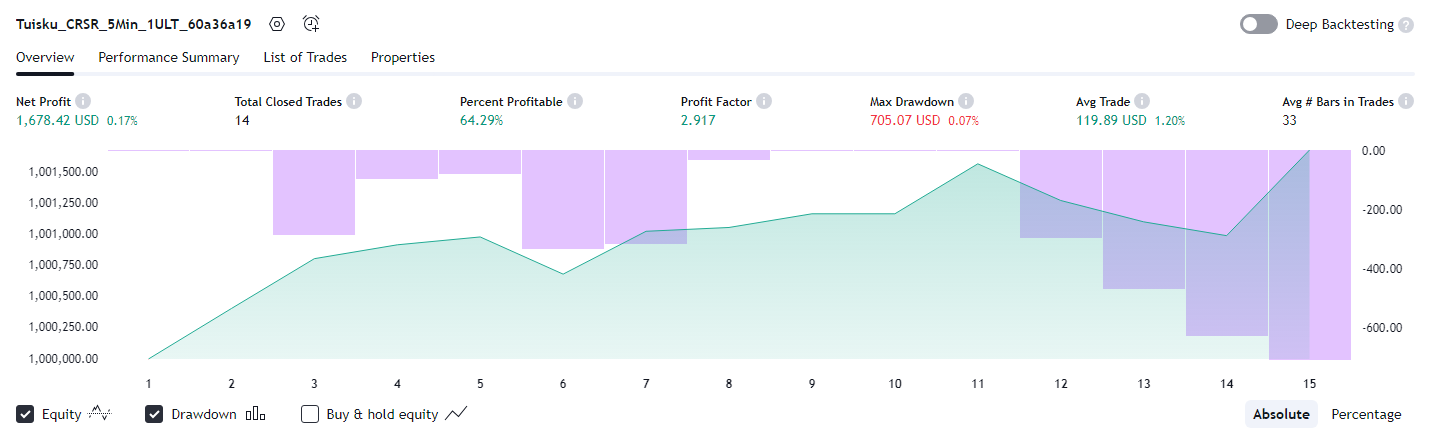 Tuisku_CRSR_5Min_1ULT_60a36a19 Deep Backtesting ?
Overview Performance Summary List of Trades Properties
Net Profit i Total Closed Trades i Percent Profitable i Profit Factor i Max Drawdown i Avg Trade i Avg # Bars in Trades i
1,678.42 USD 0.17% 14 64.29% 2.917 705.07 USD 0.07% 119.89 USD 1.20% 33
0.00
1,001,500.00
1,001,250.00 -200.00
1,001,000.00
1,000,750.00 -400.00
1,000,500.00
1,000,250.00 -600.00
1,000,000.00
1 2 3 4 5 6 7 8 9 10 11 12 13 14 15
Equity Drawdown Buy & hold equity Absolute Percentage